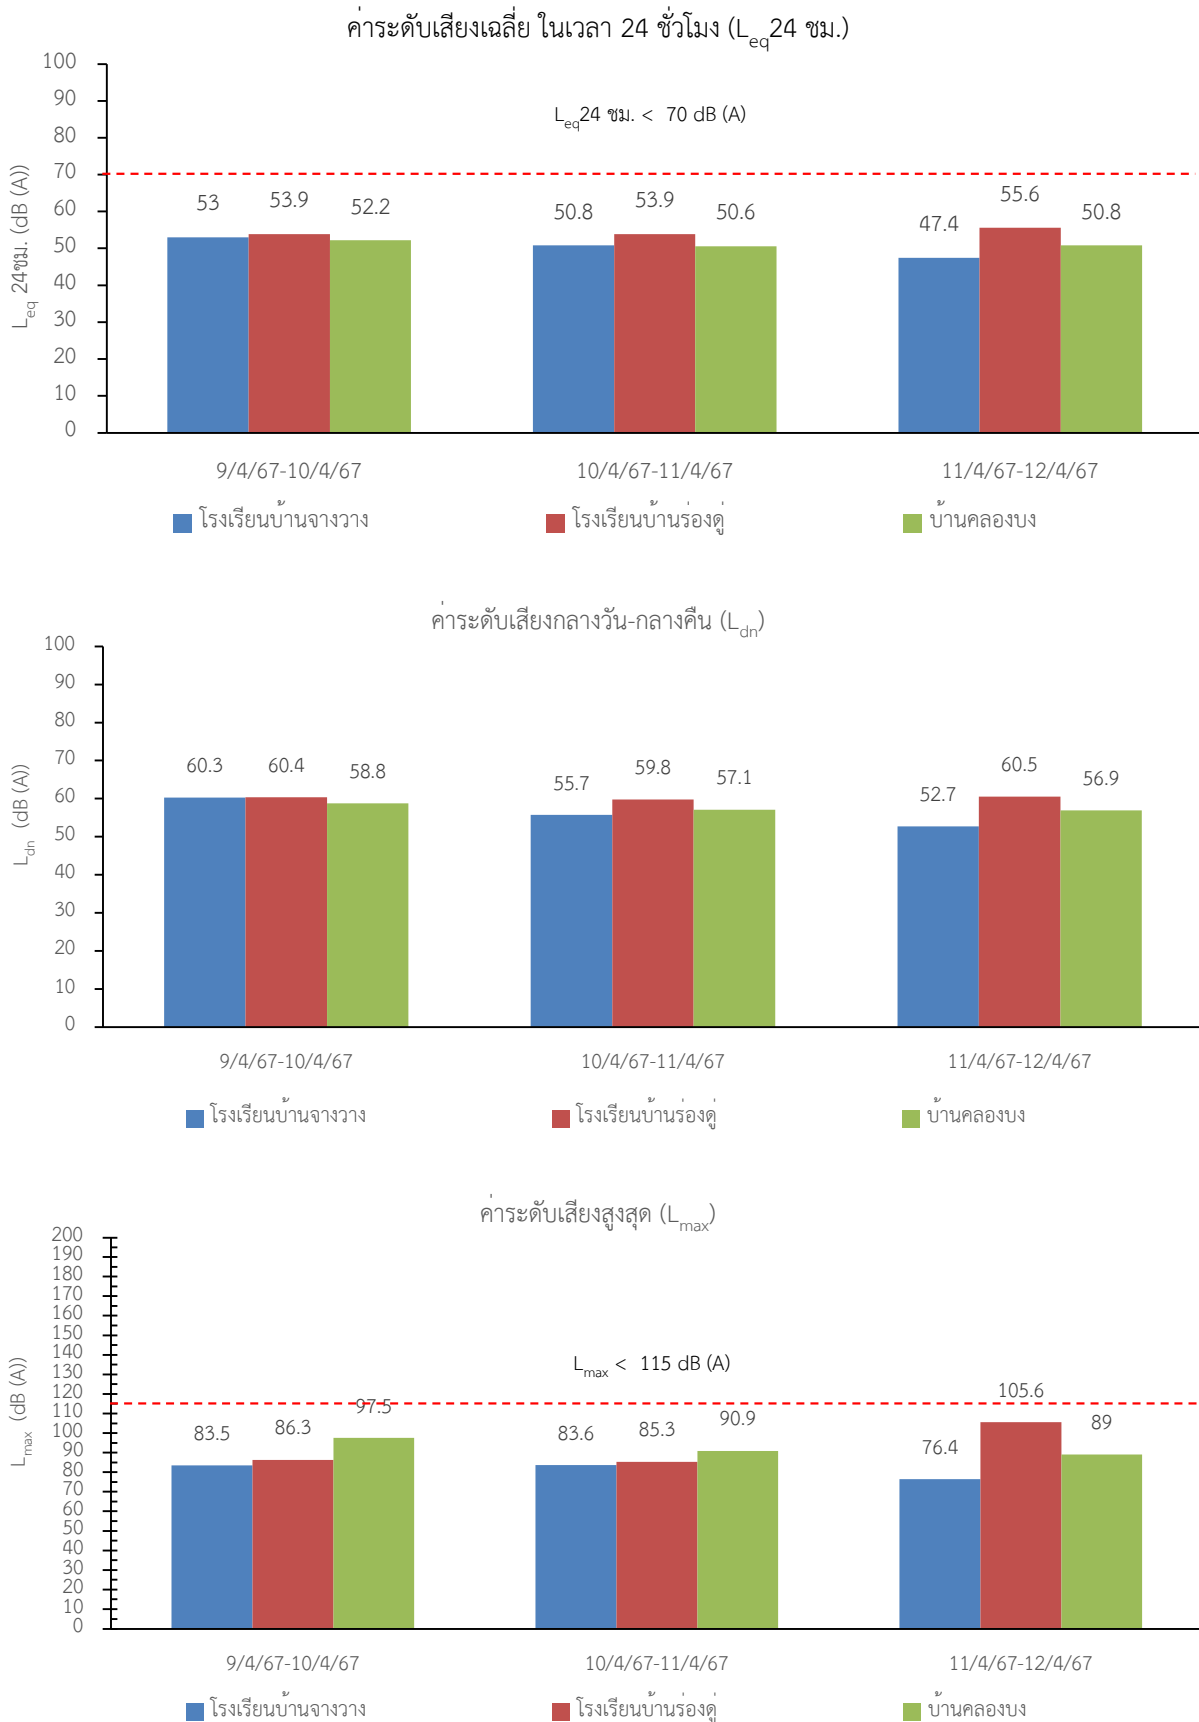 ค่าระดับเสียงเฉลี่ย ในเวลา 24 ชั่วโมง (Leq24 ชม.)
100
90
80
70
60
50
40
30
20
10
0
Leq 24ชม. (dB (A))
Leq24 ชม. < 70 dB (A)
53 53.9 52.2 50.8 53.9 50.6 47.4 55.6 50.8
9/4/67-10/4/67 10/4/67-11/4/67 11/4/67-12/4/67
โรงเรียนบ้านจางวาง โรงเรียนบ้านร่องดู่ บ้านคลองบง
ค่าระดับเสียงกลางวัน-กลางคืน (Ldn)
100
90
80
70
60
50
40
30
20
10
0
Ldn (dB (A))
60.3 60.4 58.8 55.7 59.8 57.1 52.7 60.5 56.9
9/4/67-10/4/67 10/4/67-11/4/67 11/4/67-12/4/67
โรงเรียนบ้านจางวาง โรงเรียนบ้านร่องดู่ บ้านคลองบง
ค่าระดับเสียงสูงสุด (Lmax)
200
190
180
170
160
150
140
130
120
110
100
90
80
70
60
50
40
30
20
10
0
Lmax (dB (A))
Lmax < 115 dB (A)
83.5 86.3 97.5 83.6 85.3 90.9 76.4 105.6 89
9/4/67-10/4/67 10/4/67-11/4/67 11/4/67-12/4/67
โรงเรียนบ้านจางวาง โรงเรียนบ้านร่องดู่ บ้านคลองบง